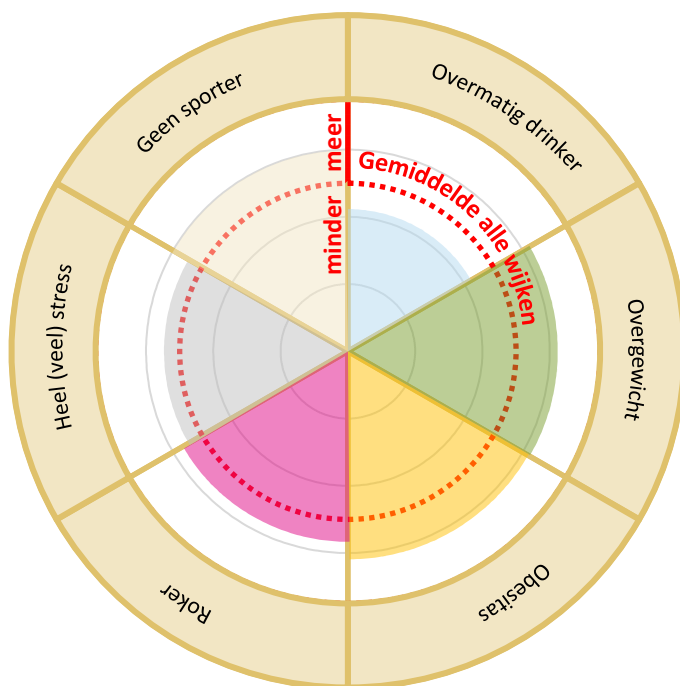 Geen sporter
Overmatig drinker
meer
Gemiddelde alle wijken
minder
Heel (veel) stress
Overgewicht
Roker
Obesitas